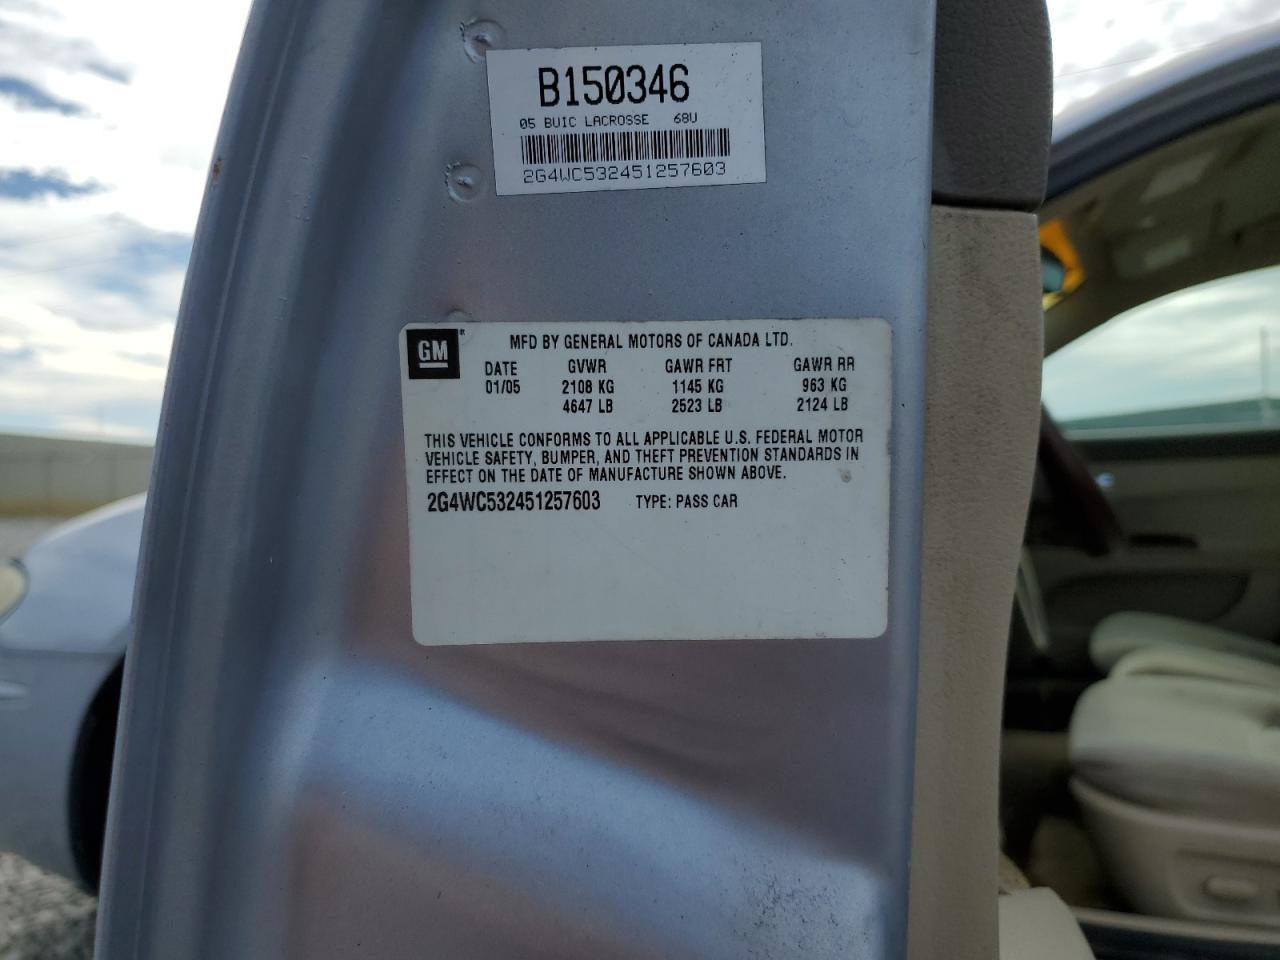 B150346
05 BUIC LACROSSE 68U
2G4WC532451257603
GM® MFD BY GENERAL MOTORS OF CANADA LTD.
DATE GVWR GAWR FRT GAWR RR
01/05 2108 KG 1145 KG 963 KG
4647 LB 2523 LB 2124 LB
THIS VEHICLE CONFORMS TO ALL APPLICABLE U.S. FEDERAL MOTOR
VEHICLE SAFETY, BUMPER, AND THEFT PREVENTION STANDARDS IN
EFFECT ON THE DATE OF MANUFACTURE SHOWN ABOVE.
2G4WC532451257603 TYPE: PASS CAR